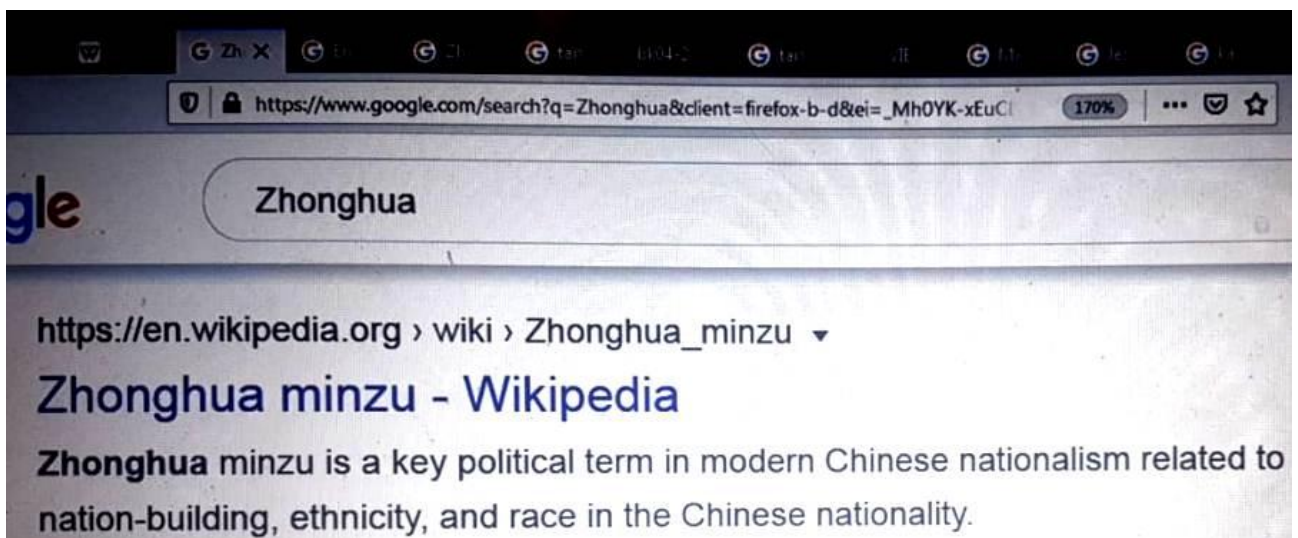 Zh
https://www.google.com/search?q=Zhonghua&client=firefox-b-d&ei=_Mh0YK-xEuCl 170%
gle Zhonghua
https://en.wikipedia.org › wiki › Zhonghua_minzu
Zhonghua minzu - Wikipedia
Zhonghua minzu is a key political term in modern Chinese nationalism related to
nation-building, ethnicity, and race in the Chinese nationality.